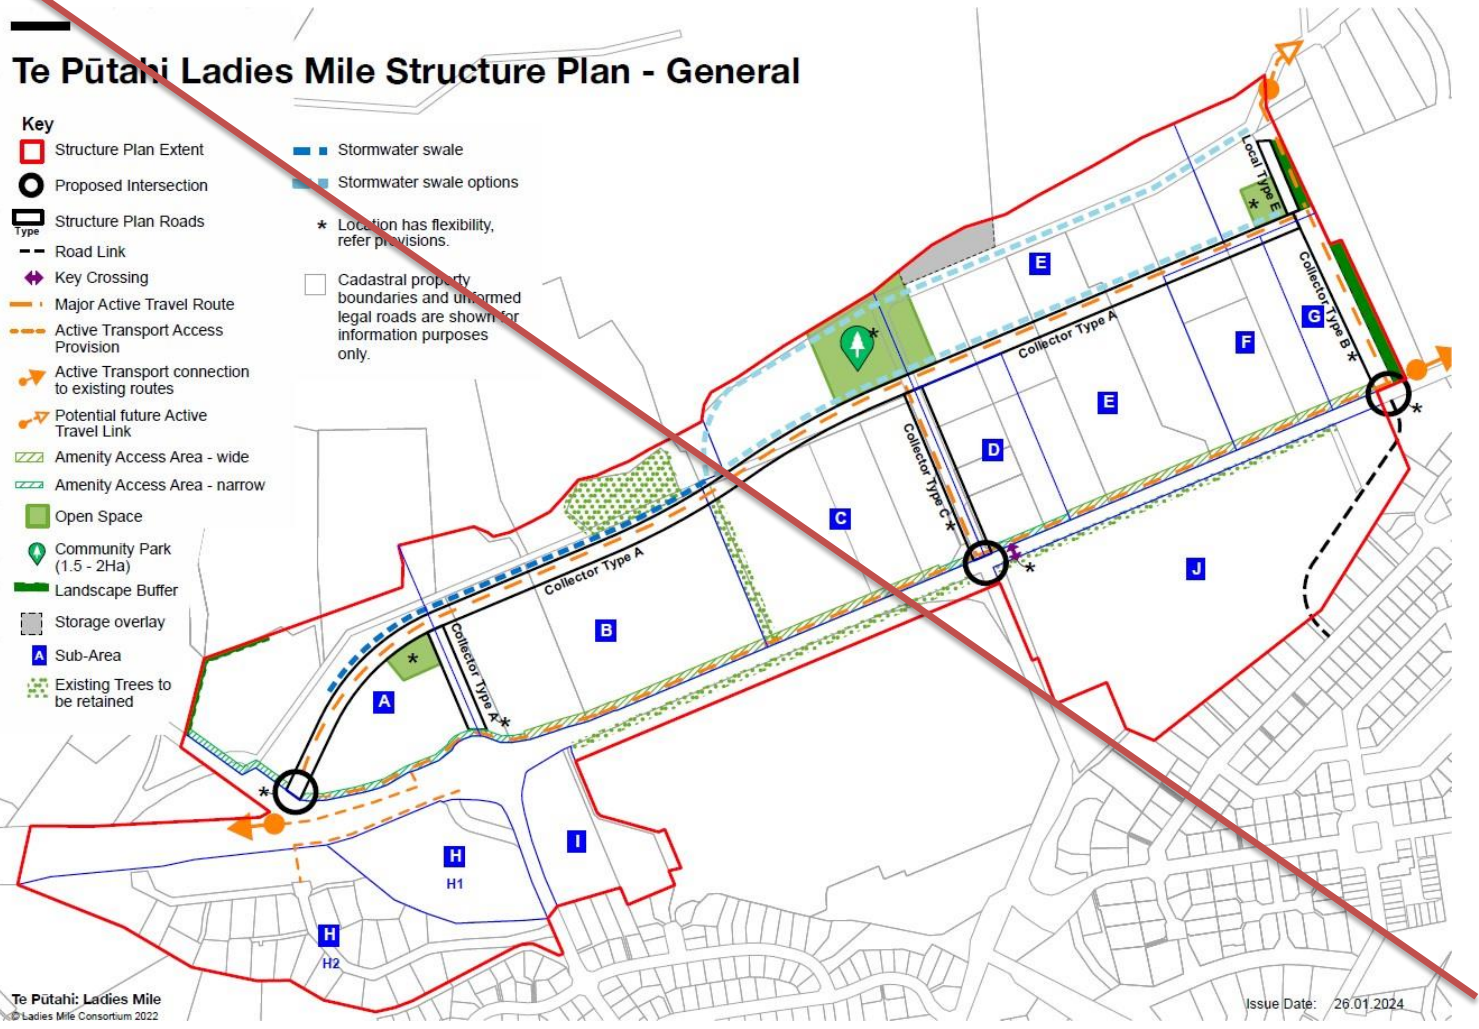 Te Pūtahi Ladies Mile Structure Plan - General
Key
Structure Plan Extent
Proposed Intersection
Structure Plan Roads
Type
Road Link
Key Crossing
Major Active Travel Route
Active Transport Access
Provision
Active Transport connection
to existing routes
Potential future Active
Travel Link
Amenity Access Area - wide
Amenity Access Area - narrow
Open Space
Community Park
(1.5 - 2Ha)
Landscape Buffer
Storage overlay
A Sub-Area
Existing Trees to
be retained
Stormwater swale
Stormwater swale options
* Location has flexibility,
refer provisions.
Cadastral property
boundaries and unformed
legal roads are shown for
information purposes
only.
Local Type E
*
E
*
Collector Type A
Collector Type B
*
G
F
E
*
D
Collector Type C
*
C
*
J
Collector Type A
B
Collector Type A
*
*
A
*
I
H
H1
H
H2
Te Pūtahi: Ladies Mile
© Ladies Mile Consortium 2022
Issue Date: 26.01.2024